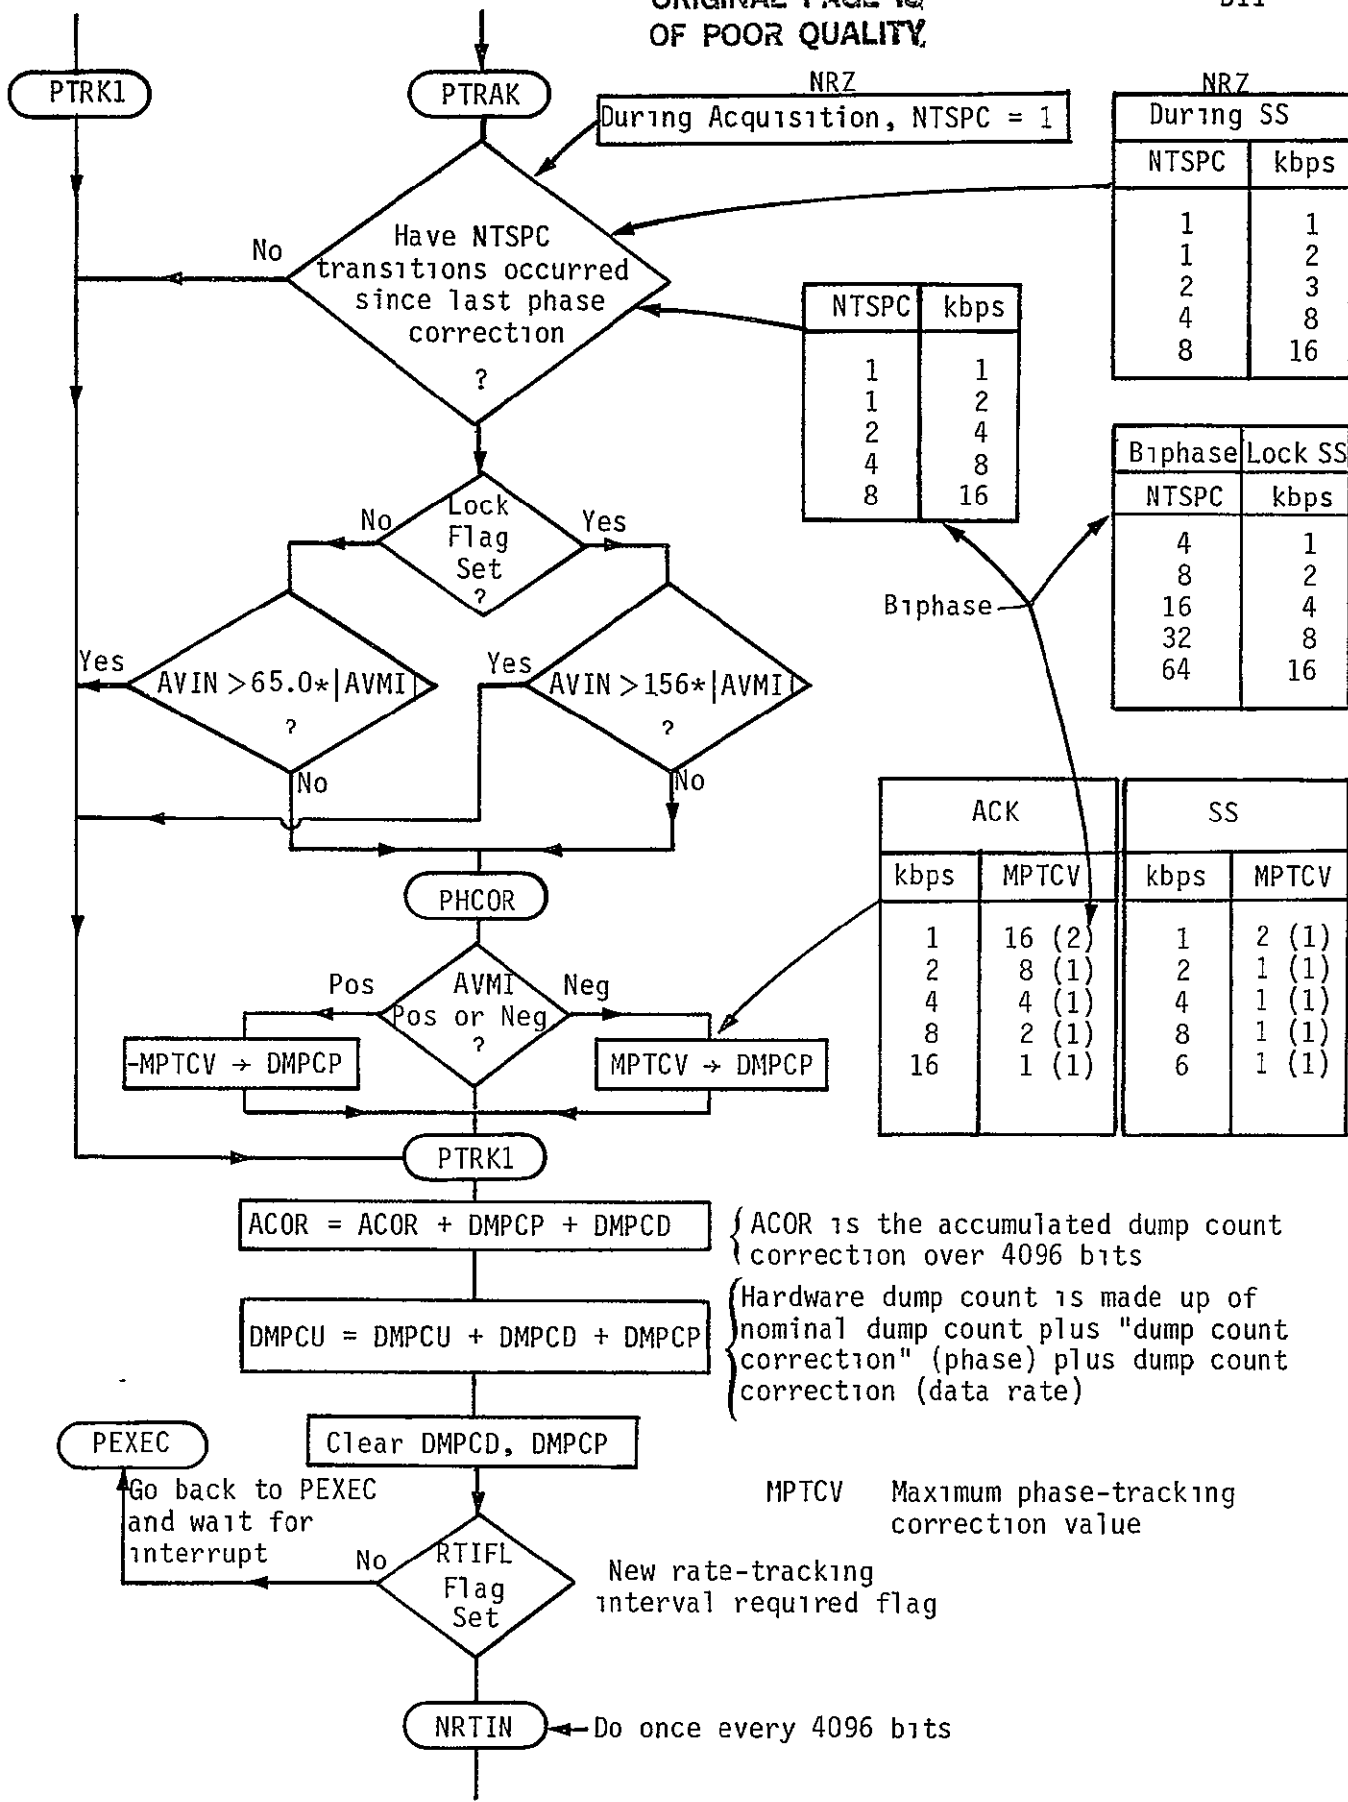 OF POOR QUALITY
PTRK1
PTRAK
NRZ
During Acquisition, NTSPC = 1
NRZ
During SS
NTSPC kbps
1 1
1 2
2 3
4 8
8 16
Have NTSPC
transitions occurred
since last phase
correction
?
No
NTSPC kbps
1 1
1 2
2 4
4 8
8 16
Biphase Lock SS
NTSPC kbps
4 1
8 2
16 4
32 8
64 16
Biphase
Lock
Flag
Set
?
No
Yes
Yes
AVIN >65.0*|AVMI|
?
No
Yes
AVIN >156*|AVMI|
?
No
PHCOR
AVMI
Pos or Neg
?
Pos
Neg
-MPTCV → DMPCP
MPTCV → DMPCP
ACK SS
kbps MPTCV kbps MPTCV
1 16 (2) 1 2 (1)
2 8 (1) 2 1 (1)
4 4 (1) 4 1 (1)
8 2 (1) 8 1 (1)
16 1 (1) 6 1 (1)
PTRK1
ACOR = ACOR + DMPCP + DMPCD
ACOR is the accumulated dump count
correction over 4096 bits
DMPCU = DMPCU + DMPCD + DMPCP
Hardware dump count is made up of
nominal dump count plus "dump count
correction" (phase) plus dump count
correction (data rate)
Clear DMPCD, DMPCP
PEXEC
Go back to PEXEC
and wait for
interrupt
No
MPTCV Maximum phase-tracking
correction value
RTIFL
Flag
Set
New rate-tracking
interval required flag
NRTIN
Do once every 4096 bits